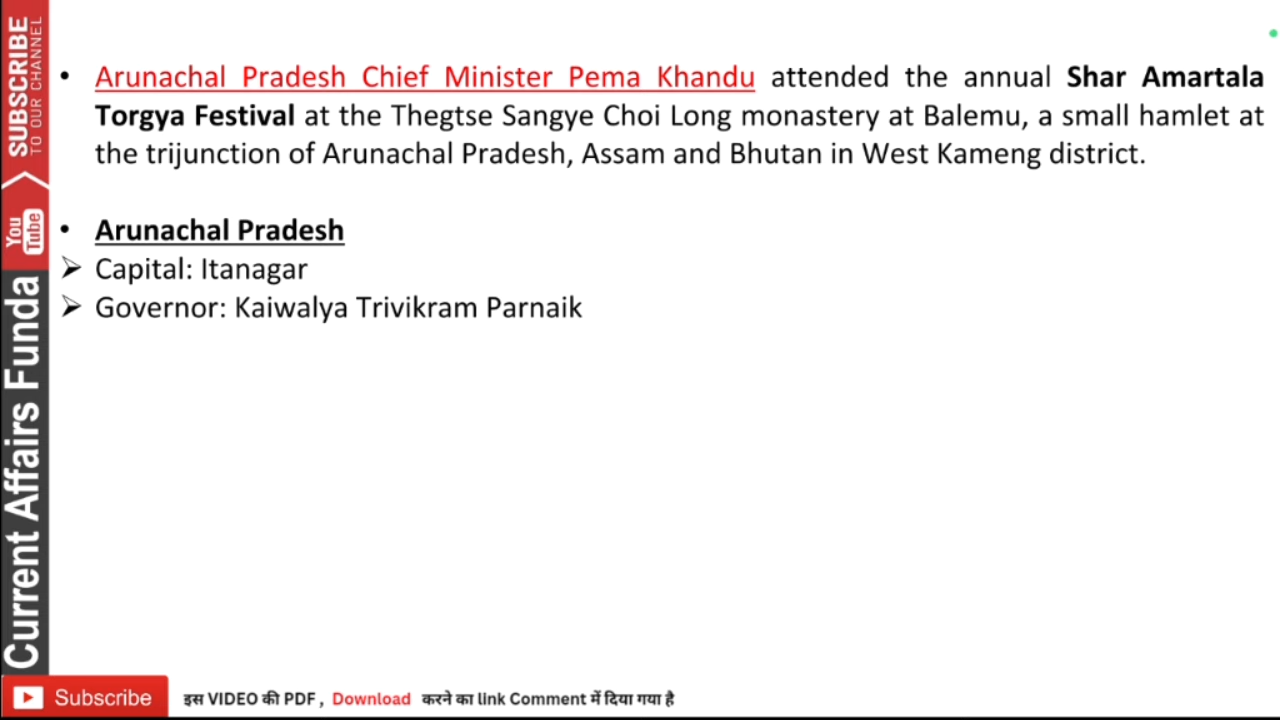 • Arunachal Pradesh Chief Minister Pema Khandu attended the annual Shar Amartala
Torgya Festival at the Thegtse Sangye Choi Long monastery at Balemu, a small hamlet at
the trijunction of Arunachal Pradesh, Assam and Bhutan in West Kameng district.
• Arunachal Pradesh
➢ Capital: Itanagar
➢ Governor: Kaiwalya Trivikram Parnaik
SUBSCRIBE
TO OUR CHANNEL
You
Tube
Current Affairs Funda
Subscribe
इस VIDEO की PDF , Download करने का link Comment में दिया गया है